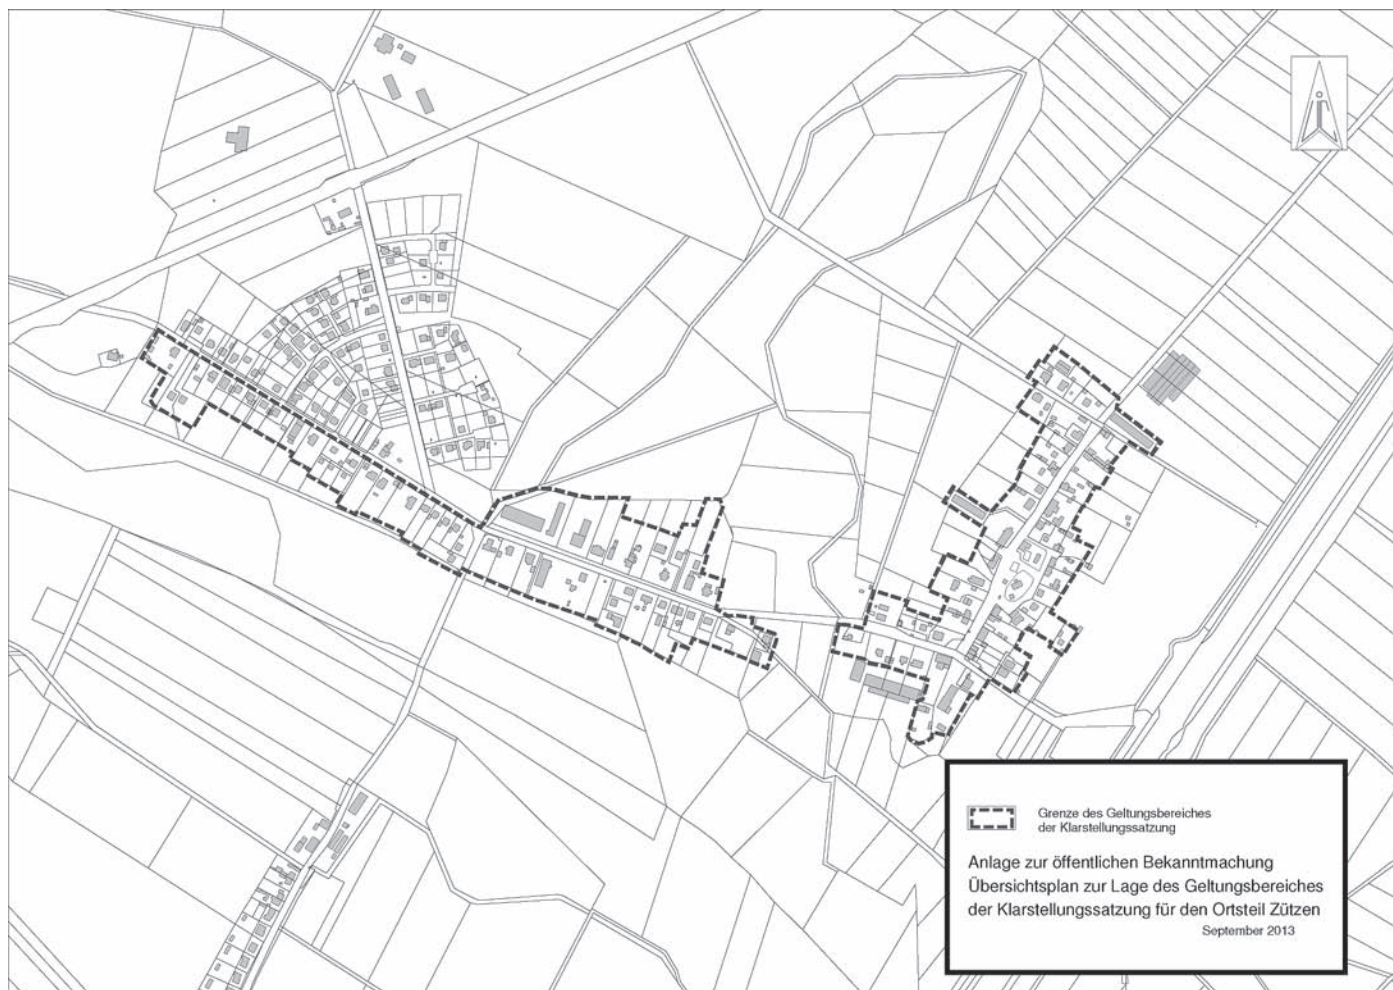 Grenze des Geltungsbereiches
der Klarstellungssatzung
Anlage zur öffentlichen Bekanntmachung
Übersichtsplan zur Lage des Geltungsbereiches
der Klarstellungssatzung für den Ortsteil Zützen
September 2013